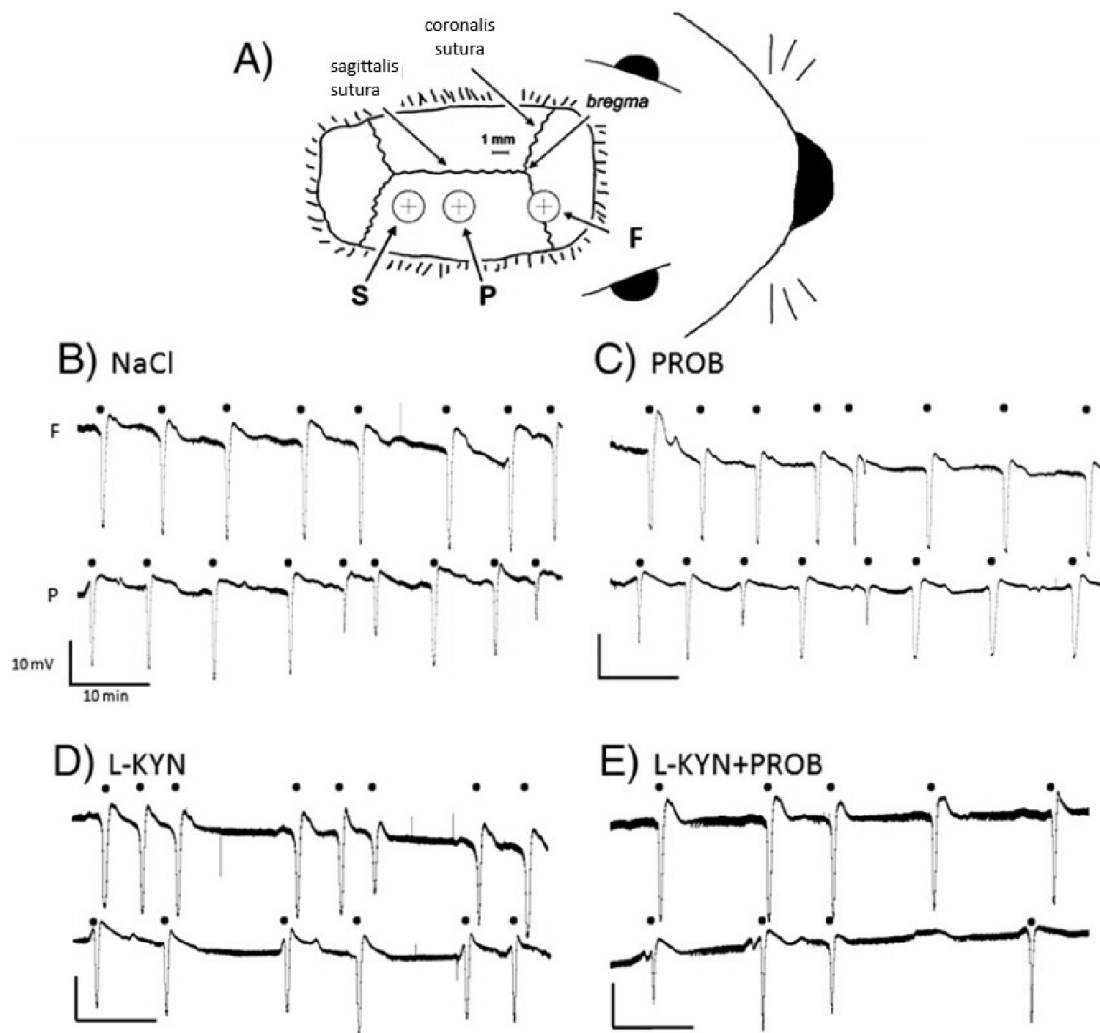 A)
coronalis
sutura
sagittalis
sutura
bregma
1 mm
F
S
P
B) NaCl
C) PROB
F
P
10 mV
10 min
D) L-KYN
E) L-KYN+PROB